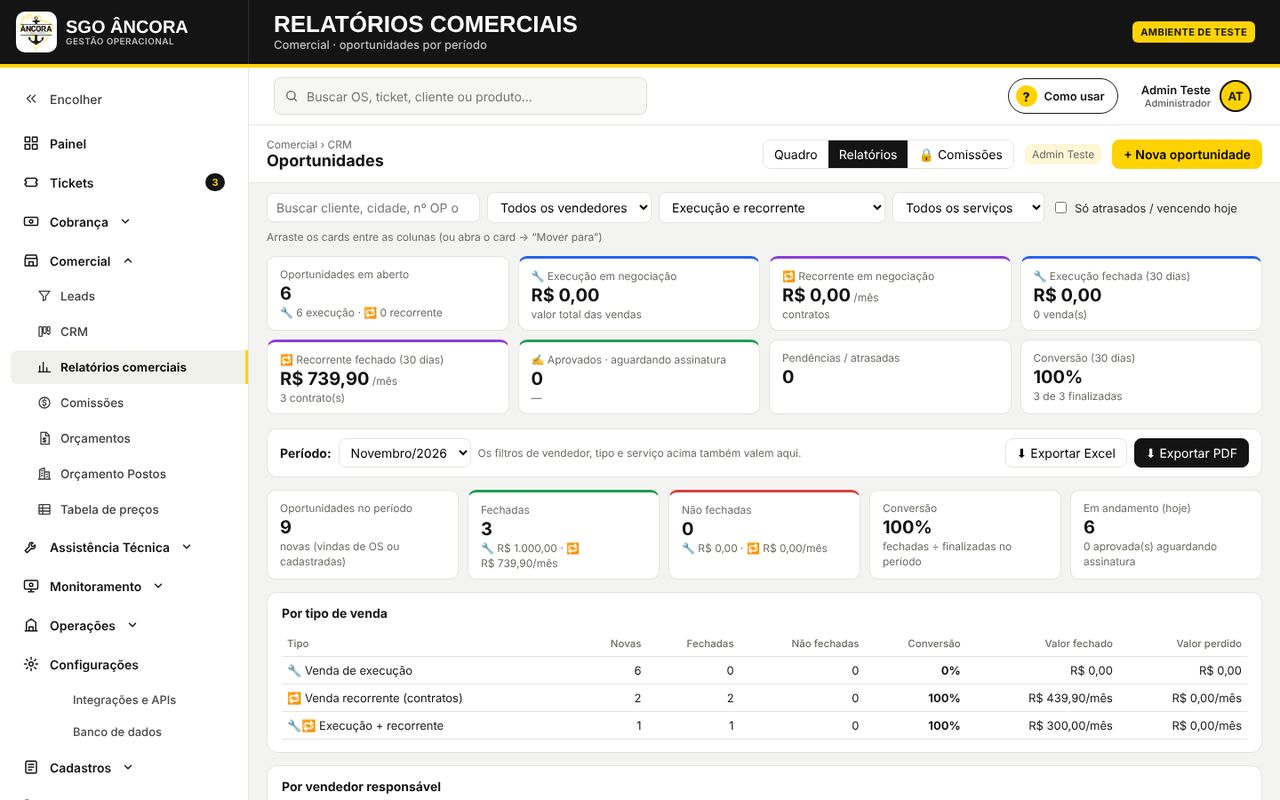 ÂNCORA
SGO ÂNCORA
GESTÃO OPERACIONAL
RELATÓRIOS COMERCIAIS
Comercial · oportunidades por período
AMBIENTE DE TESTE
Encolher
Painel
Tickets 3
Cobrança
Comercial
Leads
CRM
Relatórios comerciais
Comissões
Orçamentos
Orçamento Postos
Tabela de preços
Assistência Técnica
Monitoramento
Operações
Configurações
Integrações e APIs
Banco de dados
Cadastros
Buscar OS, ticket, cliente ou produto...
? Como usar
Admin Teste
Administrador
AT
Comercial › CRM
Oportunidades
Quadro Relatórios 🔒 Comissões Admin Teste + Nova oportunidade
Buscar cliente, cidade, nº OP o Todos os vendedores Execução e recorrente Todos os serviços Só atrasados / vencendo hoje
Arraste os cards entre as colunas (ou abra o card → “Mover para”)
Oportunidades em aberto
6
🔧 6 execução · 🔁 0 recorrente
🔧 Execução em negociação
R$ 0,00
valor total das vendas
🔁 Recorrente em negociação
R$ 0,00 /mês
contratos
🔧 Execução fechada (30 dias)
R$ 0,00
0 venda(s)
🔁 Recorrente fechado (30 dias)
R$ 739,90 /mês
3 contrato(s)
✍️ Aprovados · aguardando assinatura
0
—
Pendências / atrasadas
0
Conversão (30 dias)
100%
3 de 3 finalizadas
Período: Novembro/2026 Os filtros de vendedor, tipo e serviço acima também valem aqui. ⬇ Exportar Excel ⬇ Exportar PDF
Oportunidades no período
9
novas (vindas de OS ou
cadastradas)
Fechadas
3
🔧 R$ 1.000,00 · 🔁
R$ 739,90/mês
Não fechadas
0
🔧 R$ 0,00 · 🔁 R$ 0,00/mês
Conversão
100%
fechadas ÷ finalizadas no
período
Em andamento (hoje)
6
0 aprovada(s) aguardando
assinatura
Por tipo de venda
Tipo Novas Fechadas Não fechadas Conversão Valor fechado Valor perdido
🔧 Venda de execução 6 0 0 0% R$ 0,00 R$ 0,00
🔁 Venda recorrente (contratos) 2 2 0 100% R$ 439,90/mês R$ 0,00/mês
🔧🔁 Execução + recorrente 1 1 0 100% R$ 300,00/mês R$ 0,00/mês
Por vendedor responsável